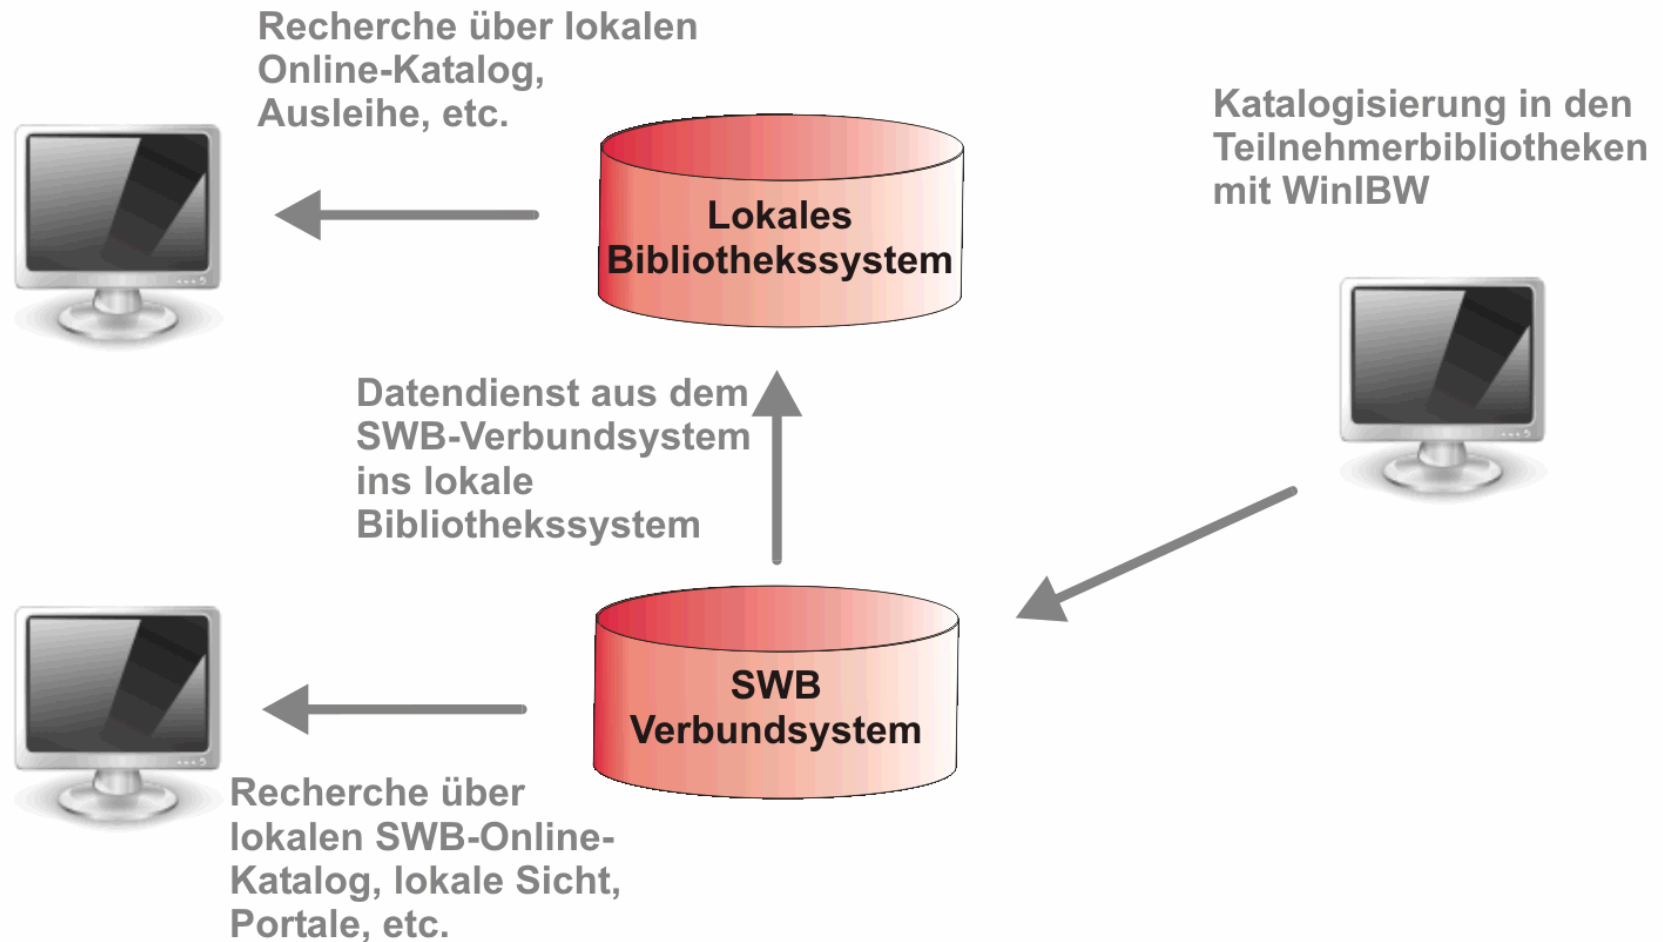 Recherche über lokalen
Online-Katalog,
Ausleihe, etc.
Katalogisierung in den
Teilnehmerbibliotheken
mit WinIBW
Lokales
Bibliothekssystem
Datendienst aus dem
SWB-Verbundsystem
ins lokale
Bibliothekssystem
SWB
Verbundsystem
Recherche über
lokalen SWB-Online-
Katalog, lokale Sicht,
Portale, etc.